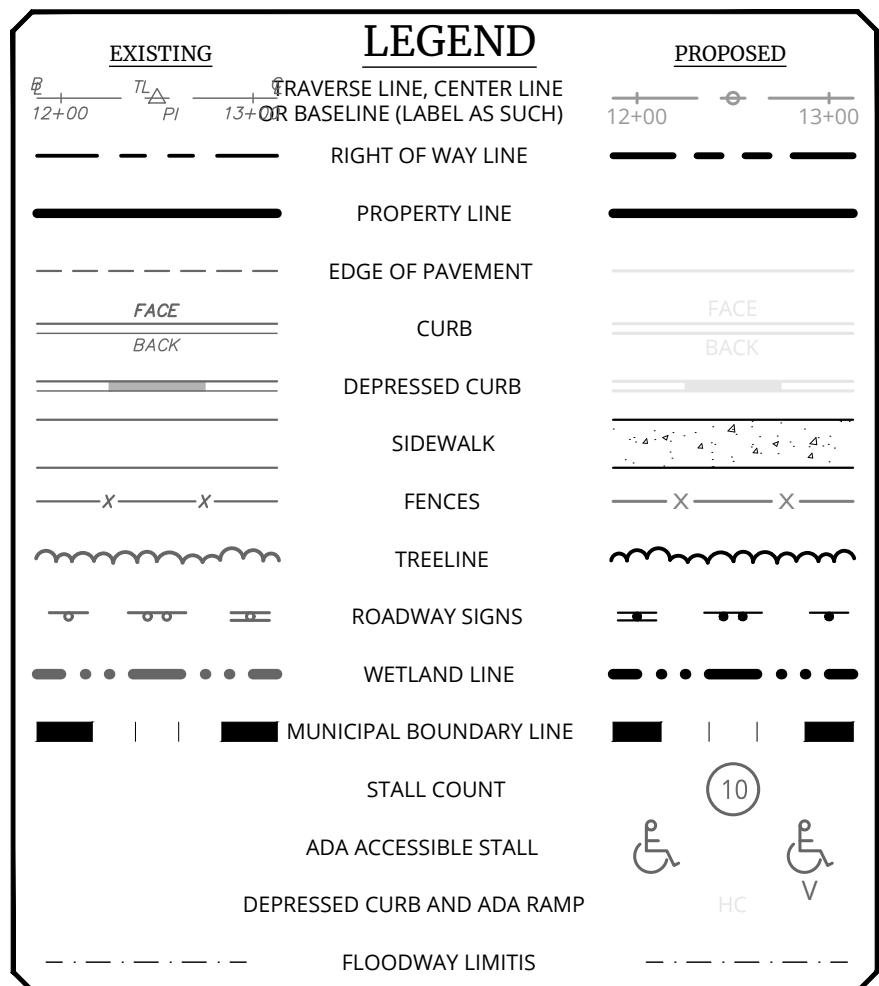 LEGEND
EXISTING
PROPOSED
TL
TRAVERSE LINE, CENTER LINE
12+00 PI 13+00
OR BASELINE (LABEL AS SUCH)
12+00 13+00
RIGHT OF WAY LINE
PROPERTY LINE
EDGE OF PAVEMENT
FACE
FACE
CURB
BACK
BACK
DEPRESSED CURB
SIDEWALK
X X FENCES X X
TREELINE
ROADWAY SIGNS
WETLAND LINE
MUNICIPAL BOUNDARY LINE
STALL COUNT 10
ADA ACCESSIBLE STALL
V
DEPRESSED CURB AND ADA RAMP HC
FLOODWAY LIMITIS